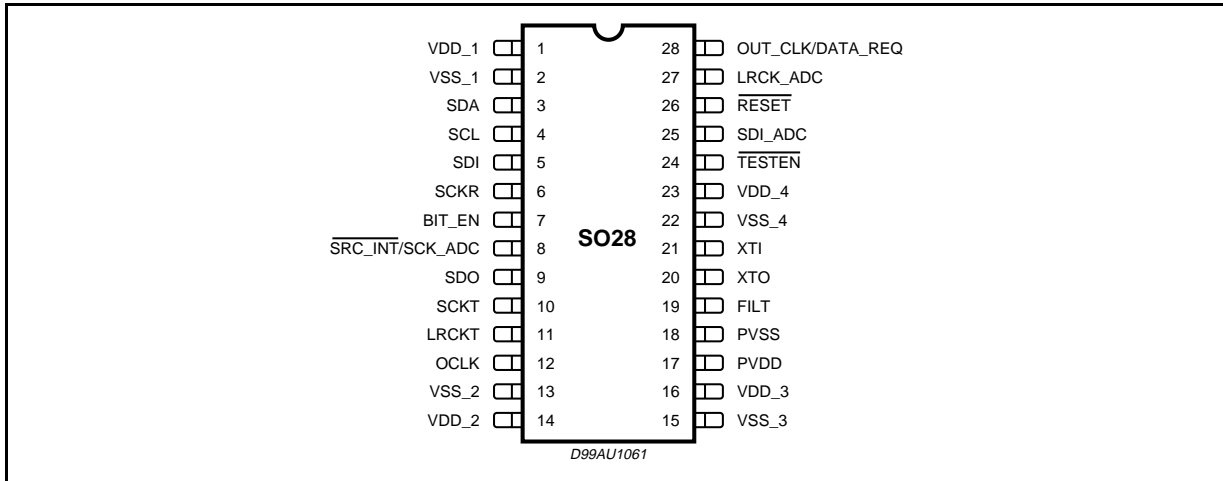 VDD_1 1 28 OUT_CLK/DATA_REQ
VSS_1 2 27 LRCK_ADC
SDA 3 26 RESET
SCL 4 25 SDI_ADC
SDI 5 24 TESTEN
SCKR 6 23 VDD_4
BIT_EN 7 22 VSS_4
SO28
SRC_INT/SCK_ADC 8 21 XTI
SDO 9 20 XTO
SCKT 10 19 FILT
LRCKT 11 18 PVSS
OCLK 12 17 PVDD
VSS_2 13 16 VDD_3
VDD_2 14 15 VSS_3
D99AU1061